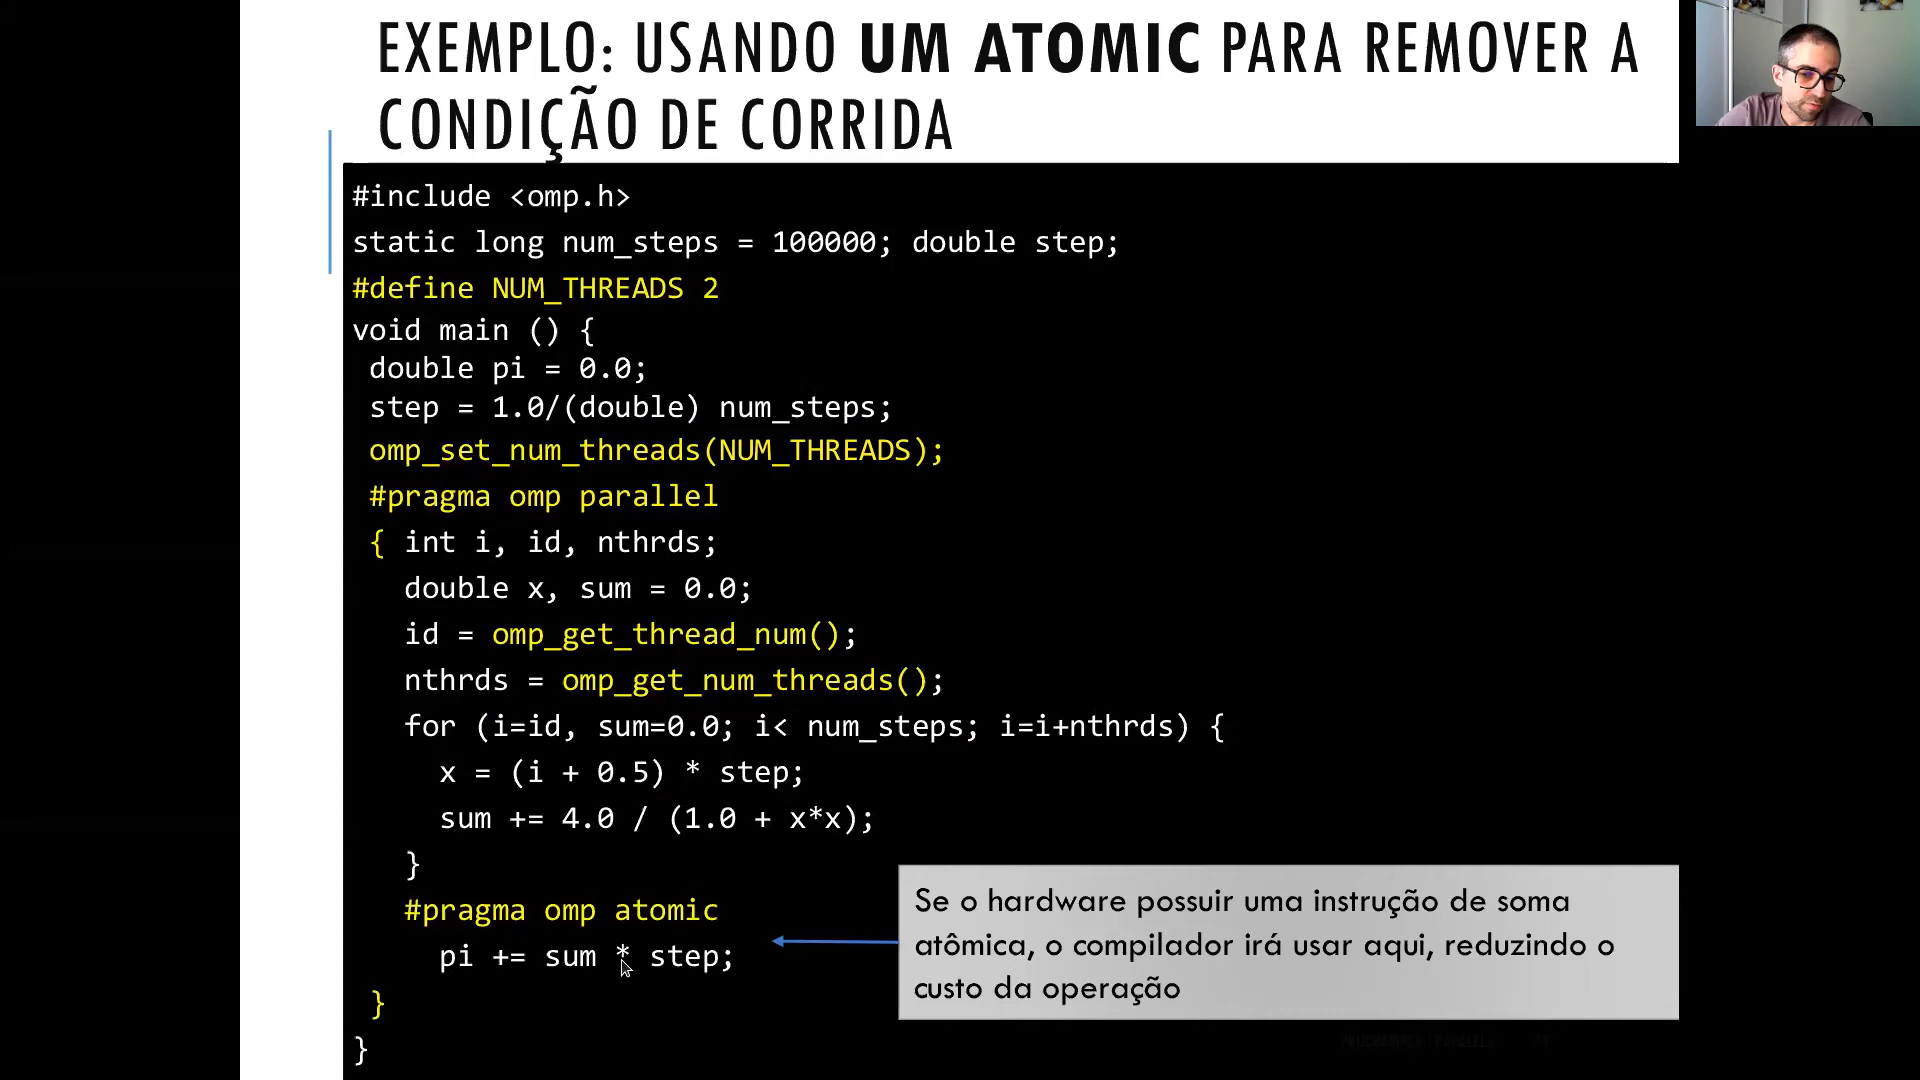 EXEMPLO: USANDO UM ATOMIC PARA REMOVER A
CONDIÇÃO DE CORRIDA
#include <omp.h>
static long num_steps = 100000; double step;
#define NUM_THREADS 2
void main () {
double pi = 0.0;
step = 1.0/(double) num_steps;
omp_set_num_threads(NUM_THREADS);
#pragma omp parallel
{ int i, id, nthrds;
double x, sum = 0.0;
id = omp_get_thread_num();
nthrds = omp_get_num_threads();
for (i=id, sum=0.0; i< num_steps; i=i+nthrds) {
x = (i + 0.5) * step;
sum += 4.0 / (1.0 + x*x);
}
#pragma omp atomic
pi += sum * step;
}
}
Se o hardware possuir uma instrução de soma
atômica, o compilador irá usar aqui, reduzindo o
custo da operação